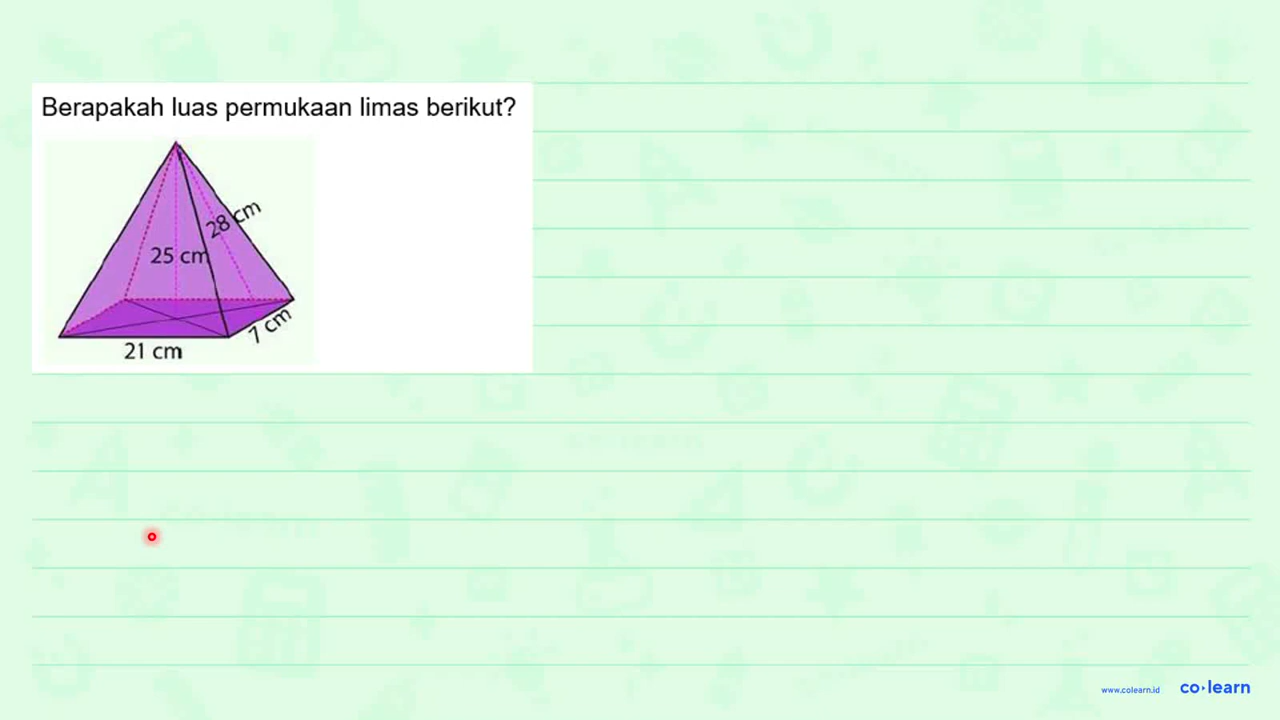 Berapakah luas permukaan limas berikut?
28 cm
25 cm
7 cm
21 cm
www.colearn.id
co·learn